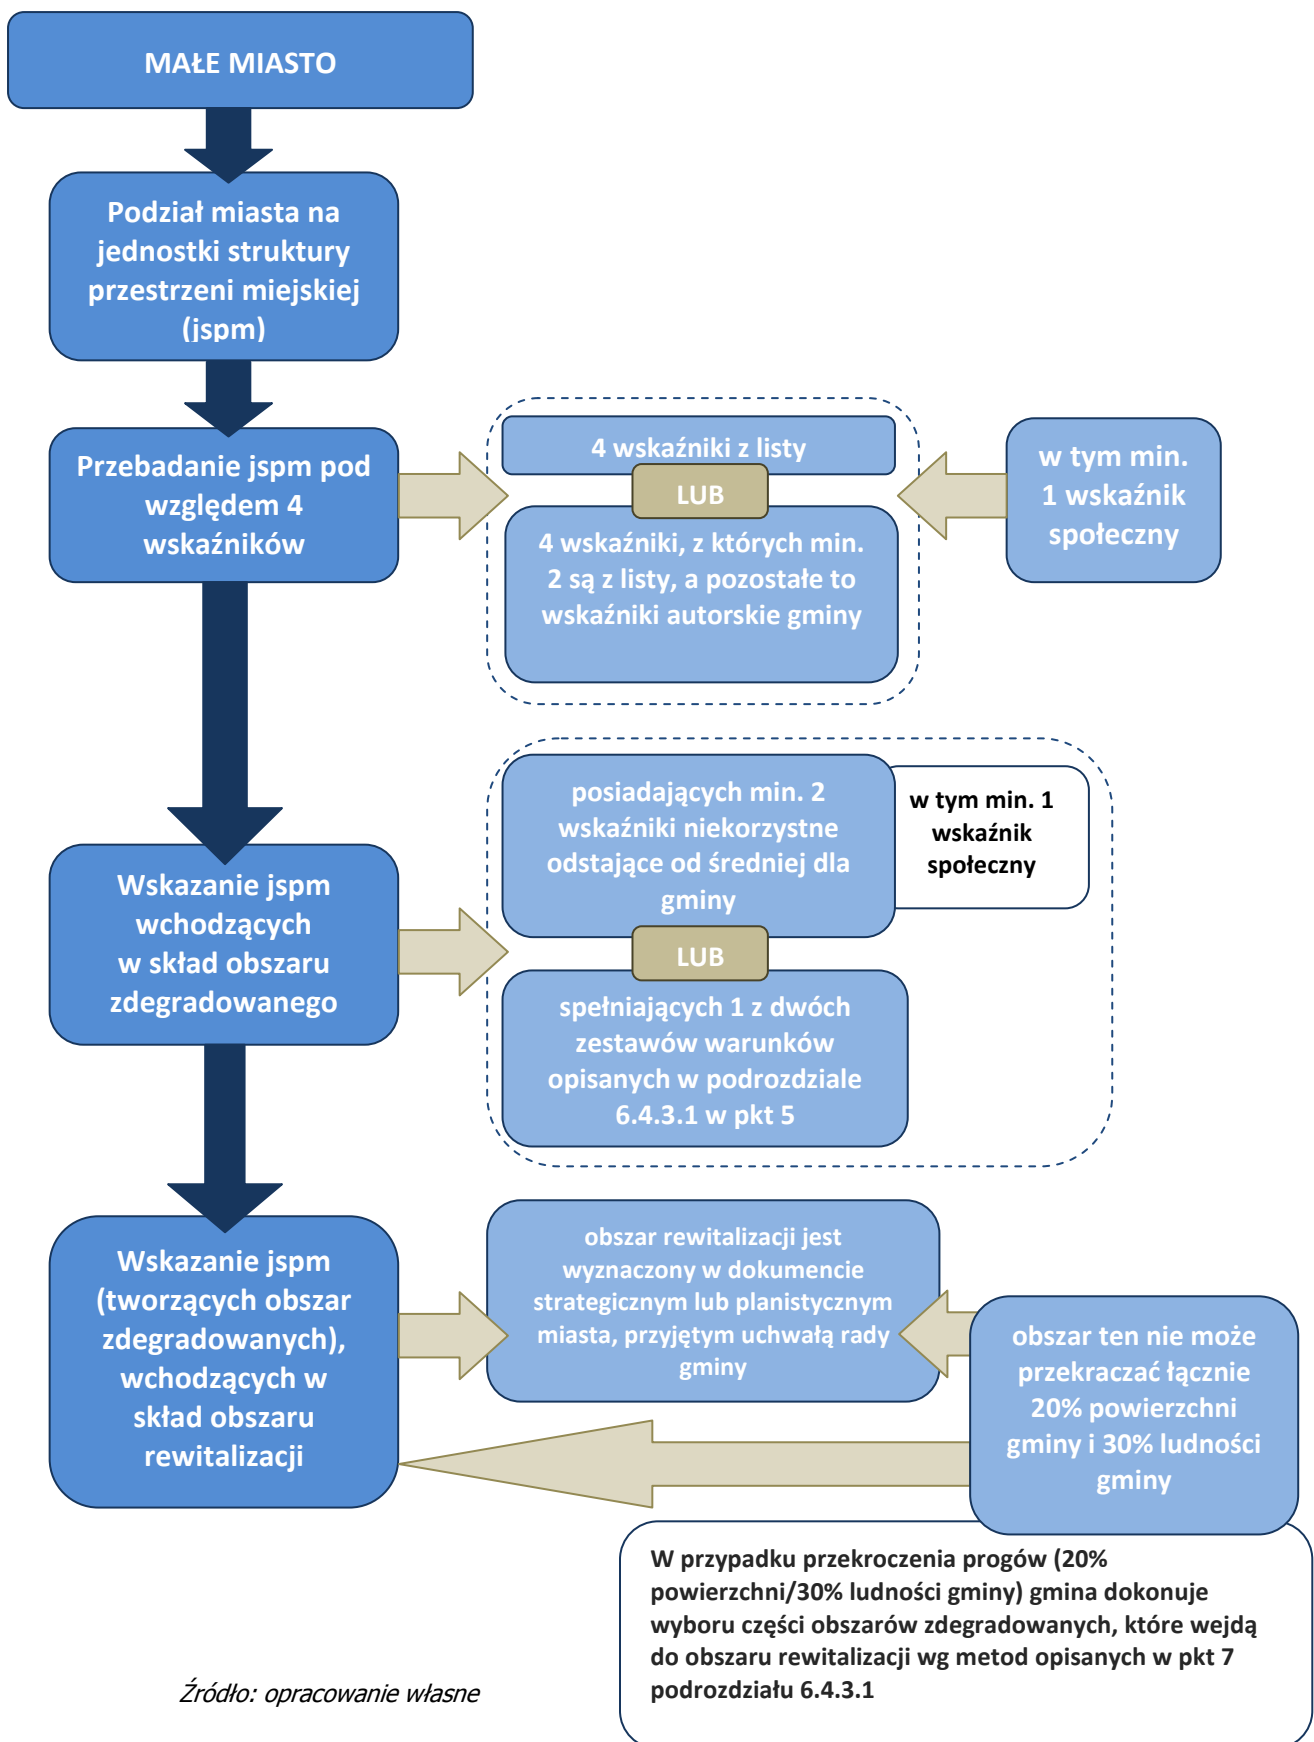 MAŁE MIASTO
Podział miasta na
jednostki struktury
przestrzeni miejskiej
(jspm)
Przebadanie jspm pod
względem 4
wskaźników
4 wskaźniki z listy
LUB
4 wskaźniki, z których min.
2 są z listy, a pozostałe to
wskaźniki autorskie gminy
w tym min.
1 wskaźnik
społeczny
Wskazanie jspm
wchodzących
w skład obszaru
zdegradowanego
posiadających min. 2
wskaźniki niekorzystne
odstające od średniej dla
gminy
w tym min. 1
wskaźnik
społeczny
LUB
spełniających 1 z dwóch
zestawów warunków
opisanych w podrozdziale
6.4.3.1 w pkt 5
Wskazanie jspm
(tworzących obszar
zdegradowanych),
wchodzących w
skład obszaru
rewitalizacji
obszar rewitalizacji jest
wyznaczony w dokumencie
strategicznym lub planistycznym
miasta, przyjętym uchwałą rady
gminy
obszar ten nie może
przekraczać łącznie
20% powierzchni
gminy i 30% ludności
gminy
W przypadku przekroczenia progów (20%
powierzchni/30% ludności gminy) gmina dokonuje
wyboru części obszarów zdegradowanych, które wejdą
do obszaru rewitalizacji wg metod opisanych w pkt 7
podrozdziału 6.4.3.1
Źródło: opracowanie własne